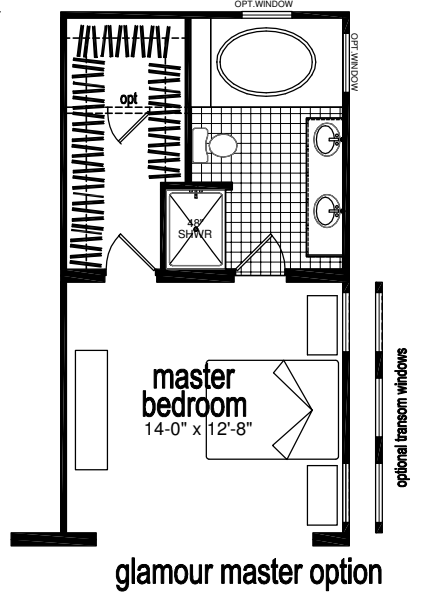 OPT.WINDOW
OPT.WINDOW
opt
48"
SHWR
master
bedroom
14-0" x 12'-8"
optional transom windows
glamour master option